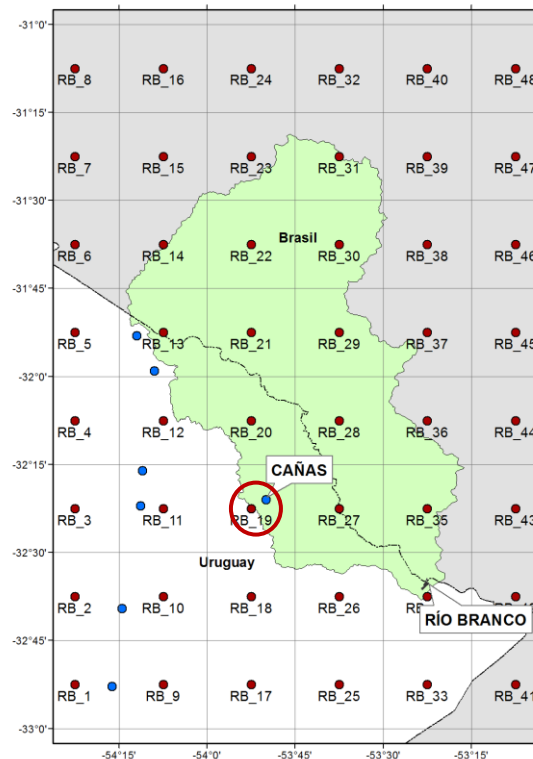 -31°0'
RB_8 RB_16 RB_24 RB_32 RB_40 RB_48
-31°15'
RB_7 RB_15 RB_23 RB_31 RB_39 RB_47
-31°30'
Brasil
RB_6 RB_14 RB_22 RB_30 RB_38 RB_46
-31°45'
RB_5 RB_13 RB_21 RB_29 RB_37 RB_45
-32°0'
RB_4 RB_12 RB_20 RB_28 RB_36 RB_44
-32°15'
CAÑAS
RB_3 RB_11 RB_19 RB_27 RB_35 RB_43
-32°30'
Uruguay
RB_2 RB_10 RB_18 RB_26
RÍO BRANCO
-32°45'
RB_1 RB_9 RB_17 RB_25 RB_33 RB_41
-33°0'
-54°15' -54°0' -53°45' -53°30' -53°15'